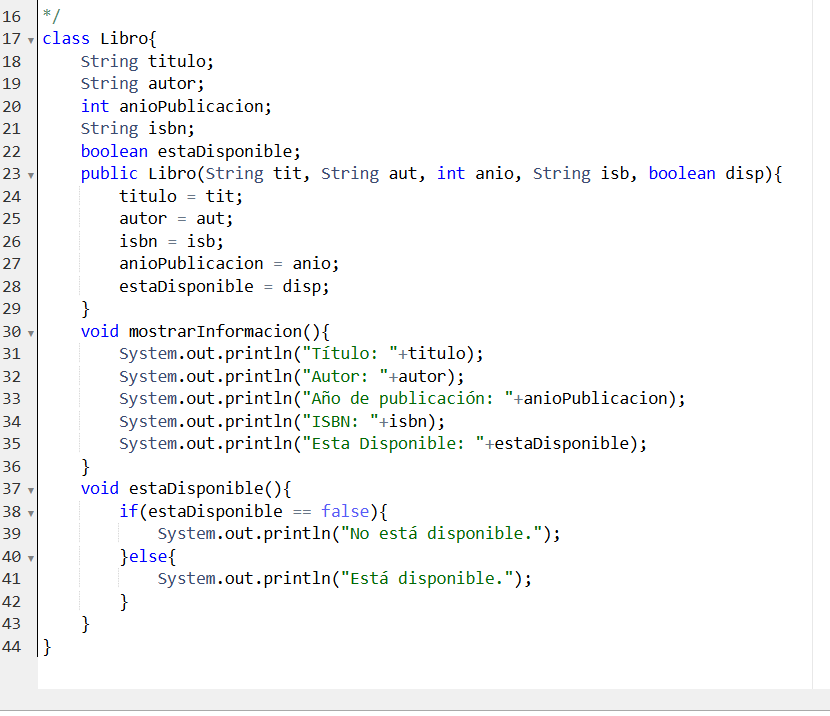 16 */
17 class Libro{
18     String titulo;
19     String autor;
20     int anioPublicacion;
21     String isbn;
22     boolean estaDisponible;
23     public Libro(String tit, String aut, int anio, String isb, boolean disp){
24         titulo = tit;
25         autor = aut;
26         isbn = isb;
27         anioPublicacion = anio;
28         estaDisponible = disp;
29     }
30     void mostrarInformacion(){
31         System.out.println("Título: "+titulo);
32         System.out.println("Autor: "+autor);
33         System.out.println("Año de publicación: "+anioPublicacion);
34         System.out.println("ISBN: "+isbn);
35         System.out.println("Esta Disponible: "+estaDisponible);
36     }
37     void estaDisponible(){
38         if(estaDisponible == false){
39             System.out.println("No está disponible.");
40         }else{
41             System.out.println("Está disponible.");
42         }
43     }
44 }